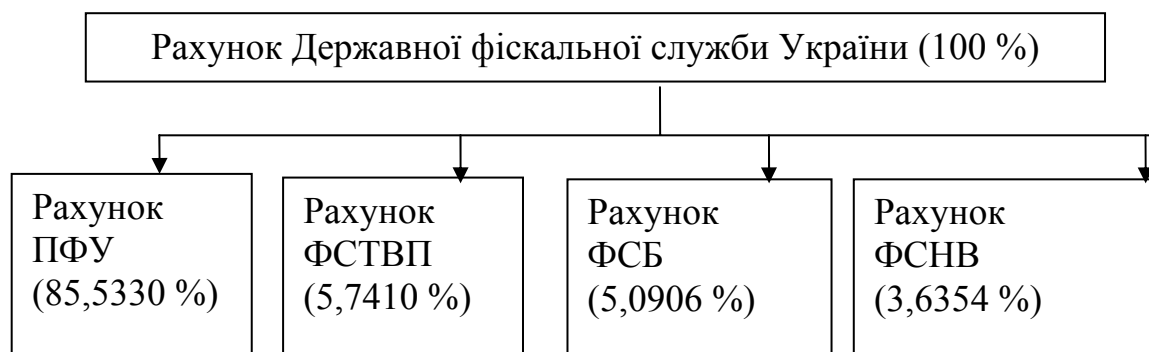 Рахунок Державної фіскальної служби України (100 %)
Рахунок
ПФУ
(85,5330 %)
Рахунок
ФСТВП
(5,7410 %)
Рахунок
ФСБ
(5,0906 %)
Рахунок
ФСНВ
(3,6354 %)